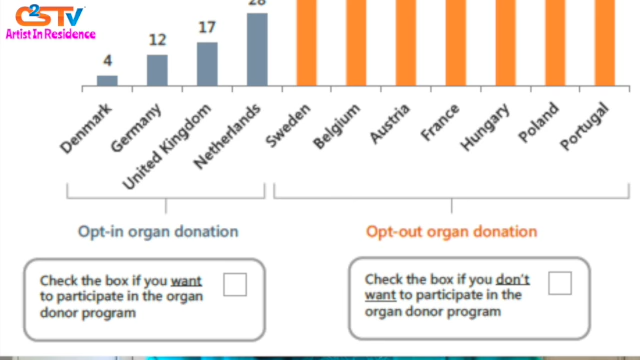 C2STV
Artist In Residence
4
12
17
28
Denmark
Germany
United Kingdom
Netherlands
Sweden
Belgium
Austria
France
Hungary
Poland
Portugal
Opt-in organ donation
Opt-out organ donation
Check the box if you want
to participate in the organ
donor program
Check the box if you don't
want to participate in the
organ donor program